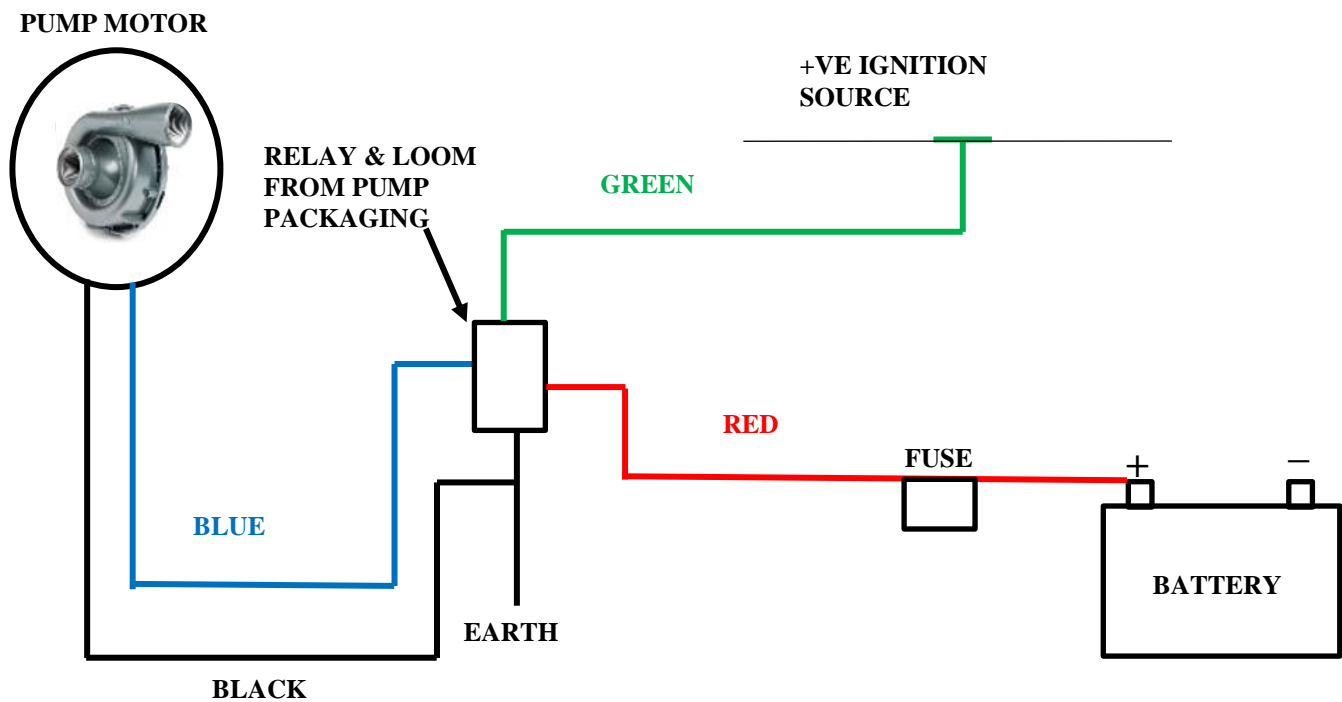 PUMP MOTOR
+VE IGNITION
SOURCE
RELAY & LOOM
FROM PUMP
PACKAGING
GREEN
RED
FUSE
+ −
BLUE
BATTERY
EARTH
BLACK